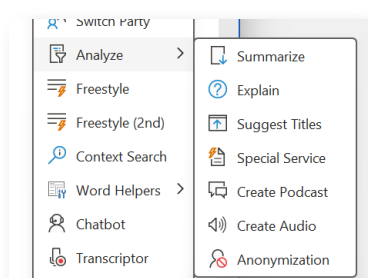 Switch Party
Analyze
Freestyle
Freestyle (2nd)
Context Search
Word Helpers
Chatbot
Transcriptor
Summarize
Explain
Suggest Titles
Special Service
Create Podcast
Create Audio
Anonymization